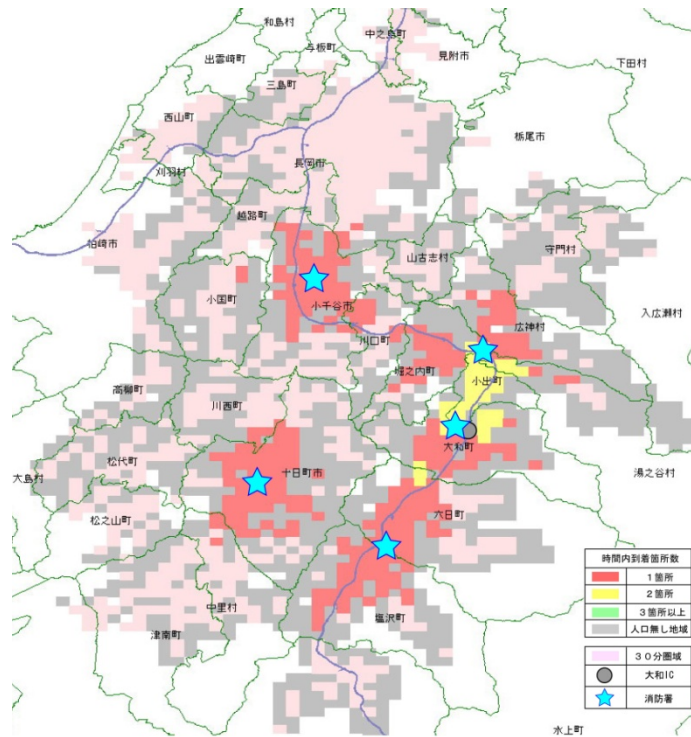 和島村
中之島町
与板町
出雲崎町
見附市
下田村
三島町
西山町
栃尾市
長岡市
刈羽村
越路町
柏崎市
山古志村
守門村
小国町
小千谷市
入広瀬村
広神村
川口町
堀之内町
小出町
高柳町
川西町
大和町
松代町
十日町市
大島村
湯之谷村
六日町
松之山町
中里村
塩沢町
津南町
水上町
時間内到着箇所数
1箇所
2箇所
3箇所以上
人口無し地域
30分圏域
大和IC
消防署